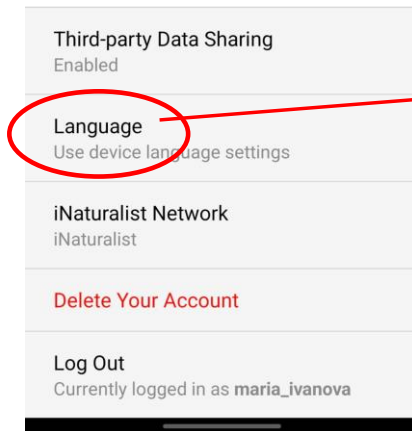 Third-party Data Sharing
Enabled
Language
Use device language settings
iNaturalist Network
iNaturalist
Delete Your Account
Log Out
Currently logged in as maria_ivanova